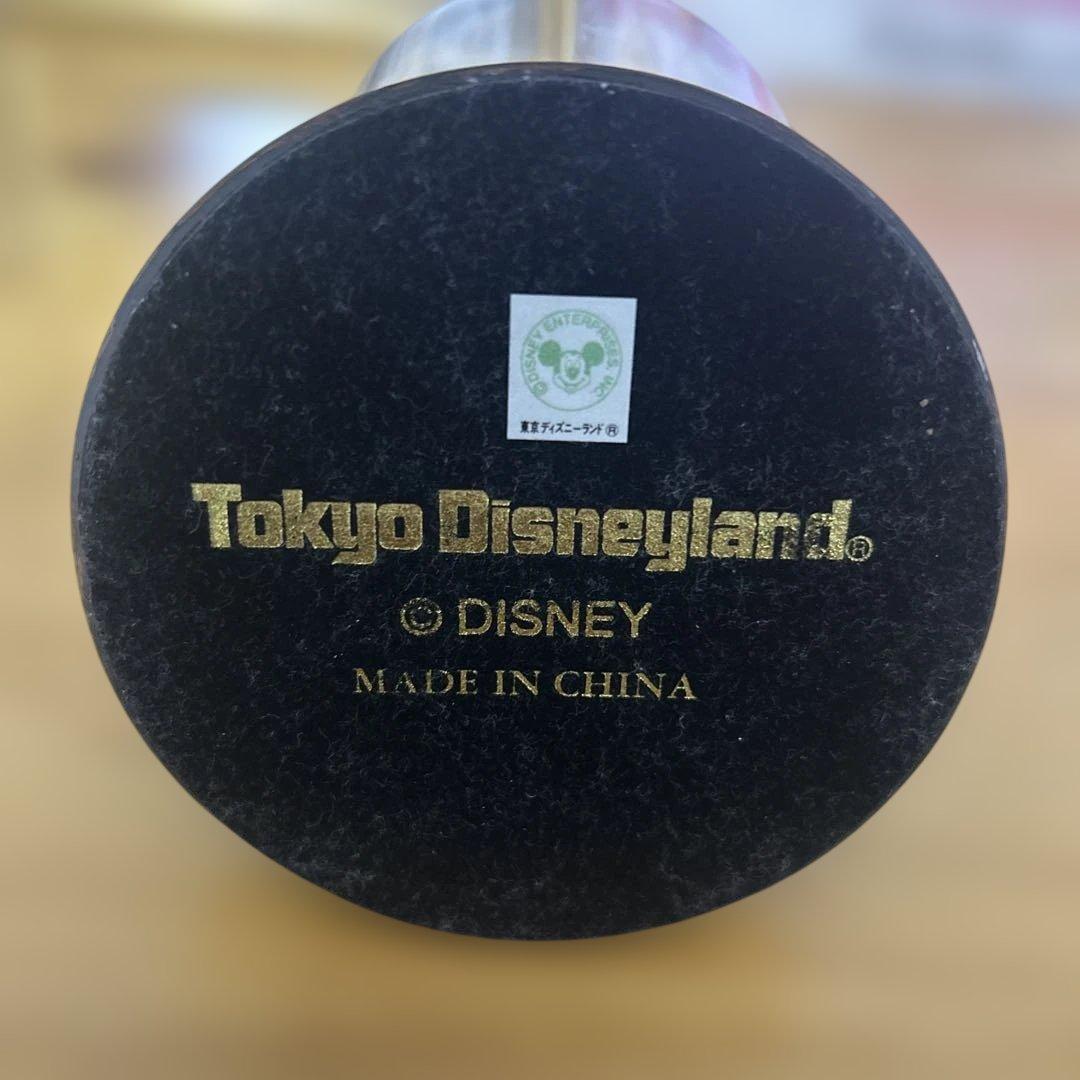 © DISNEY ENTERPRISES, INC.
東京ディズニーランド®
Tokyo Disneyland®
© DISNEY
MADE IN CHINA